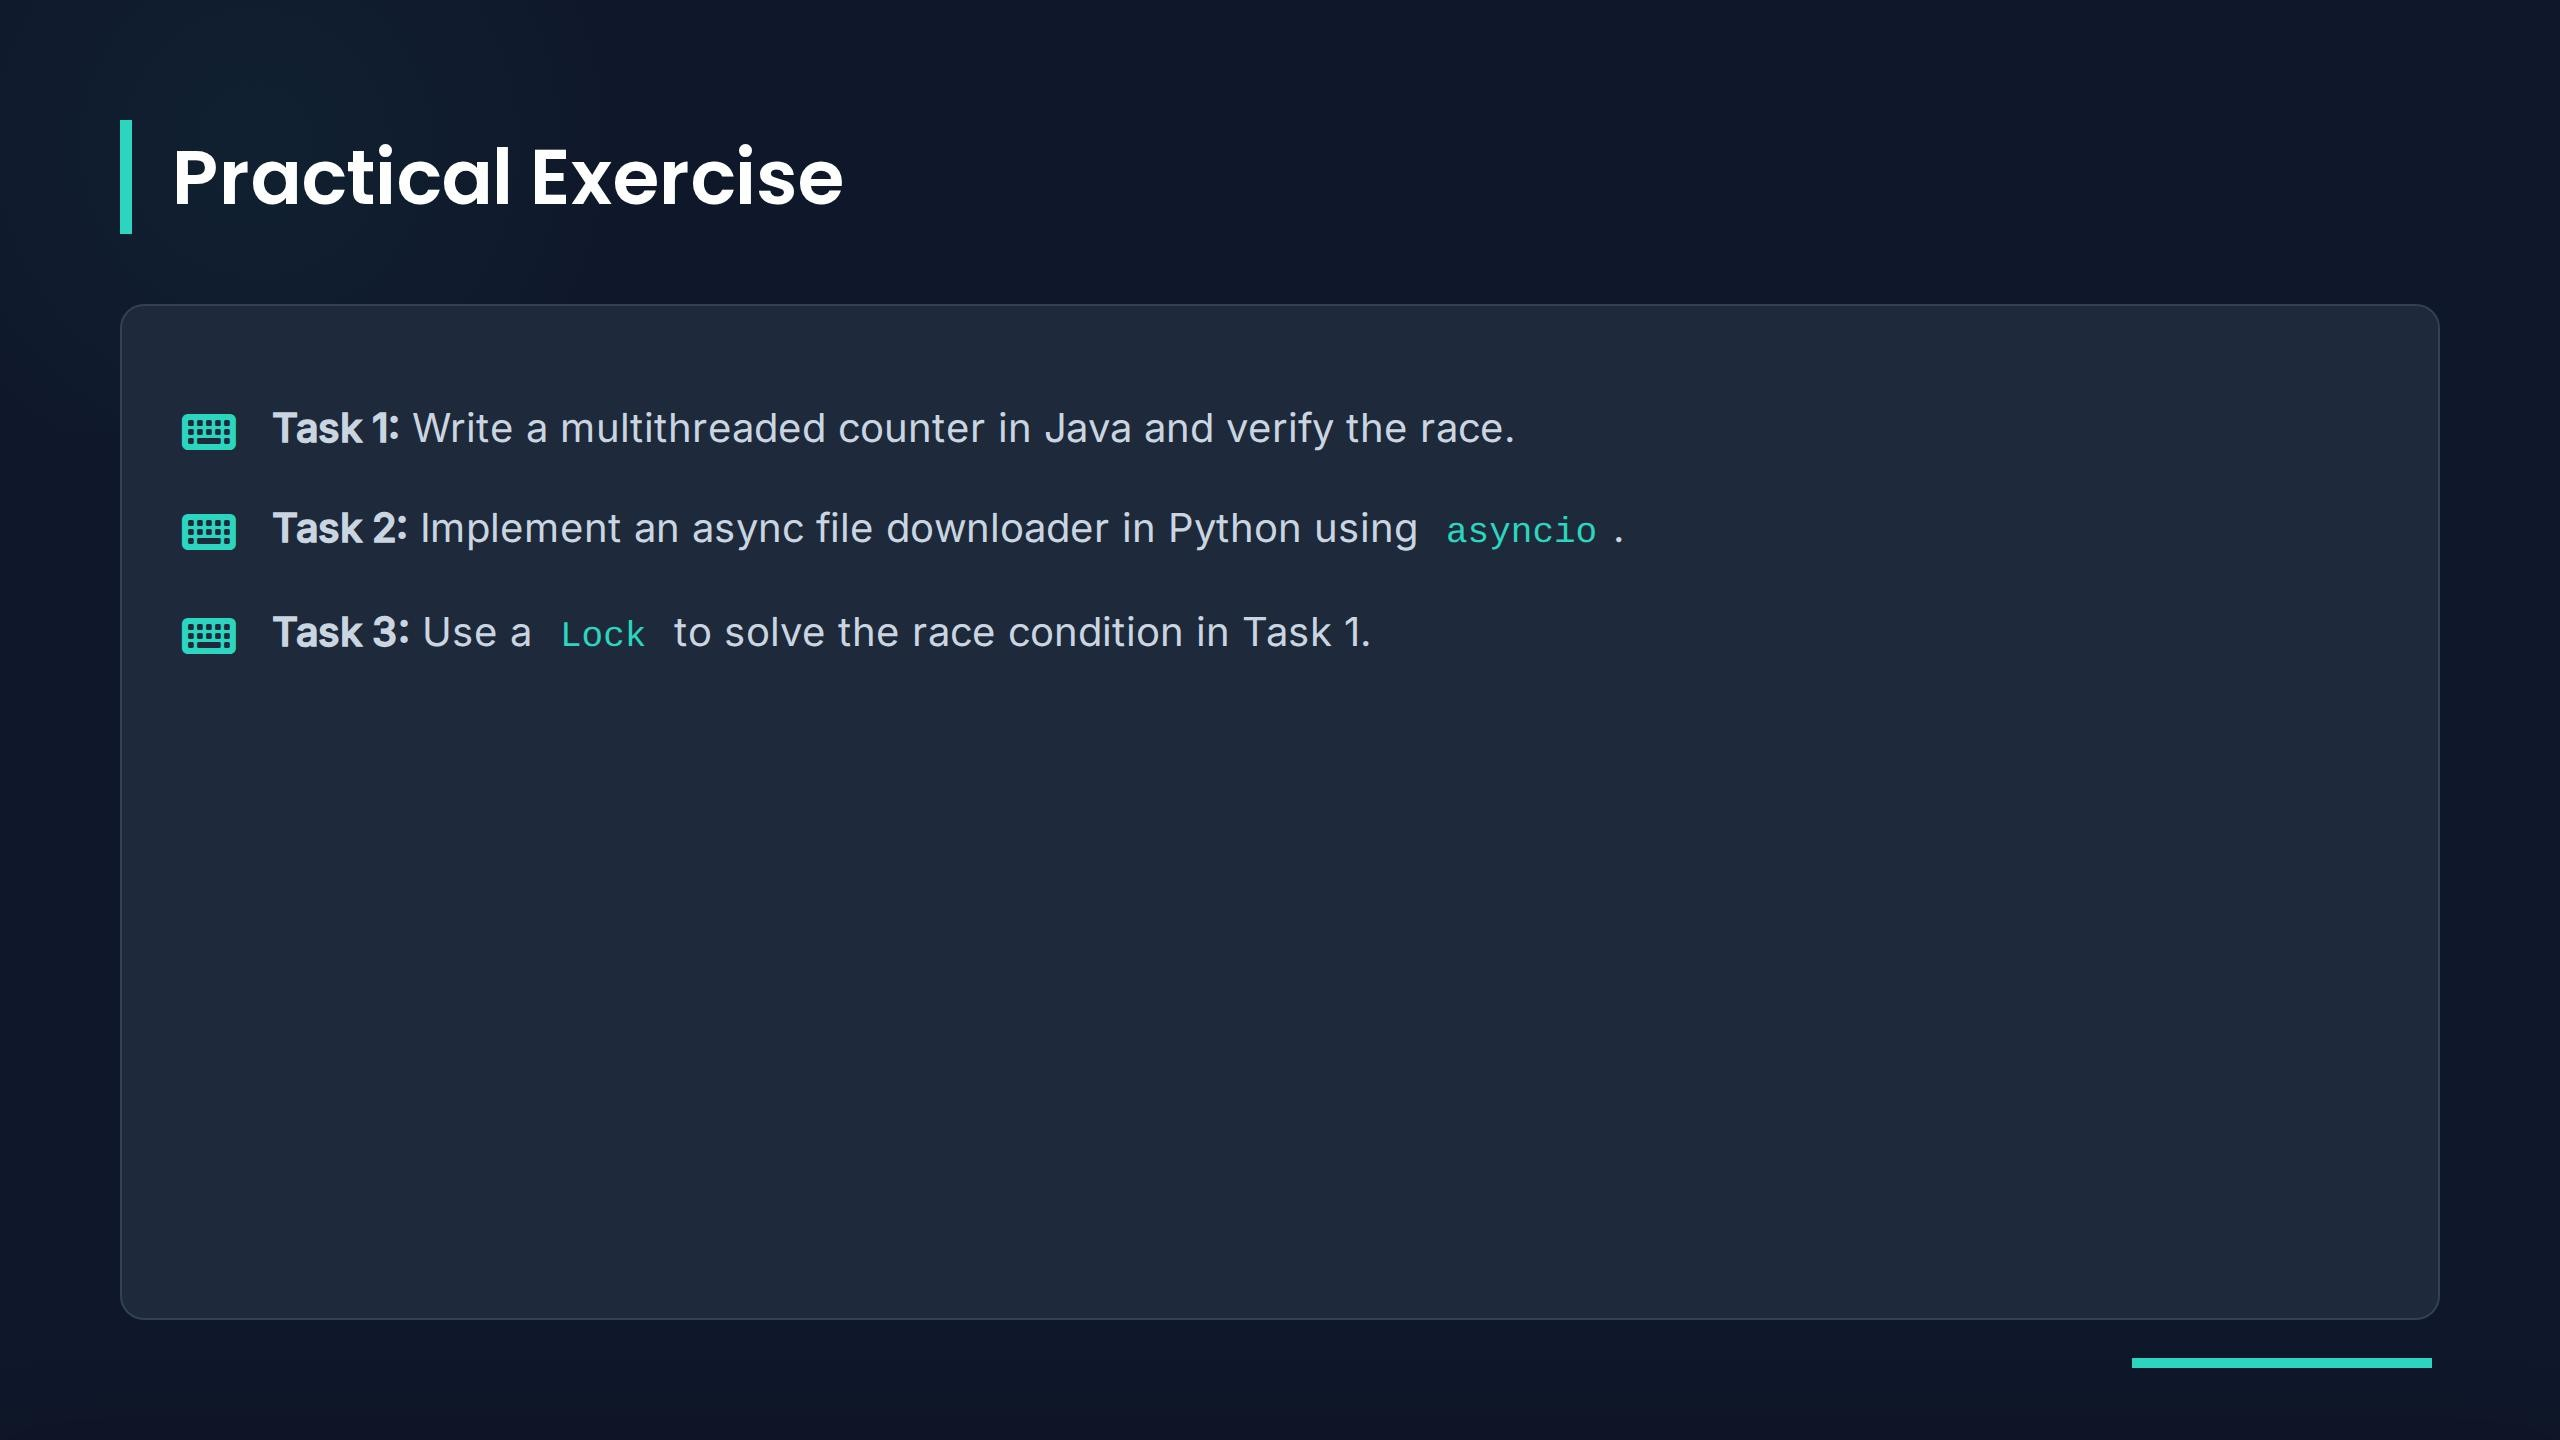 Practical Exercise
Task 1: Write a multithreaded counter in Java and verify the race.
Task 2: Implement an async file downloader in Python using asyncio .
Task 3: Use a Lock to solve the race condition in Task 1.